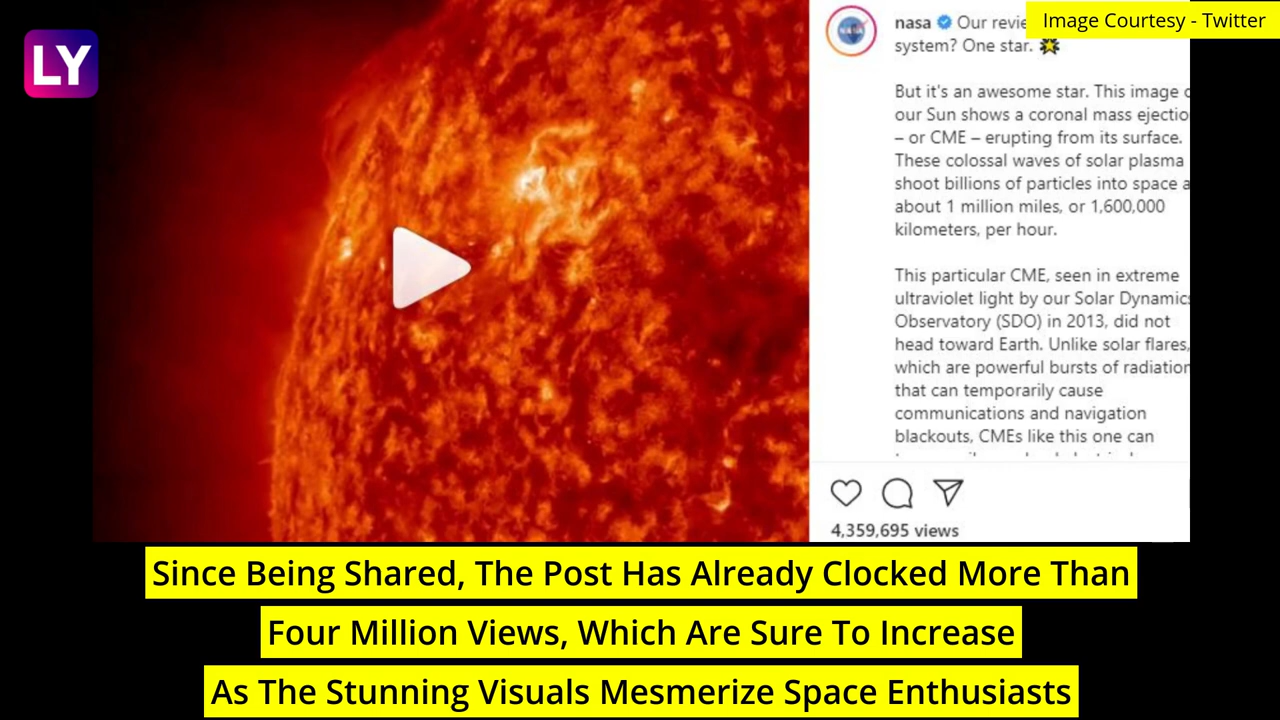 LY
Image Courtesy - Twitter
NASA
nasa Our
system? One star.
But it's an awesome star. This image
our Sun shows a coronal mass
– or CME – erupting from its surface.
These colossal waves of solar plasma
shoot billions of particles into space
about 1 million miles, or 1,600,000
kilometers, per hour.
This particular CME, seen in extreme
ultraviolet light by our Solar Dynamics
Observatory (SDO) in 2013, did not
head toward Earth. Unlike solar flares,
which are powerful bursts of radiation
that can temporarily cause
communications and navigation
blackouts, CMEs like this one can
4,359,695 views
Since Being Shared, The Post Has Already Clocked More Than
Four Million Views, Which Are Sure To Increase
As The Stunning Visuals Mesmerize Space Enthusiasts